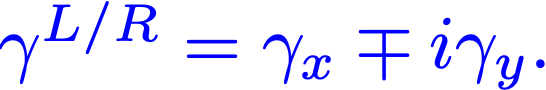 γ^{L/R} = γ_x ∓ iγ_y.